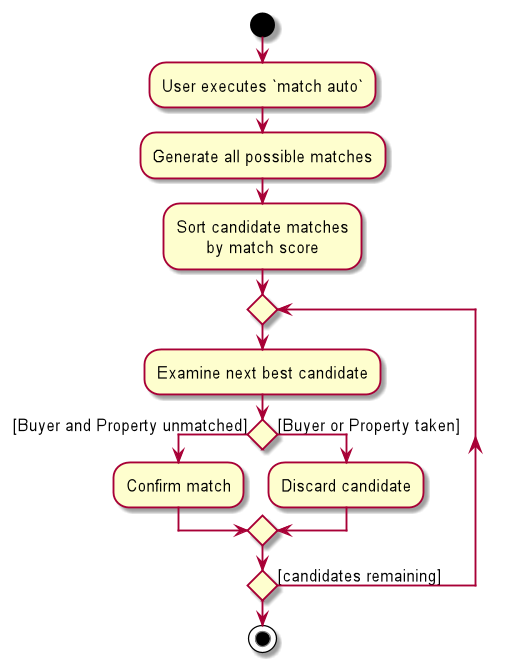 User executes `match auto`
Generate all possible matches
Sort candidate matches
by match score
Examine next best candidate
[Buyer and Property unmatched]
[Buyer or Property taken]
Confirm match
Discard candidate
[candidates remaining]